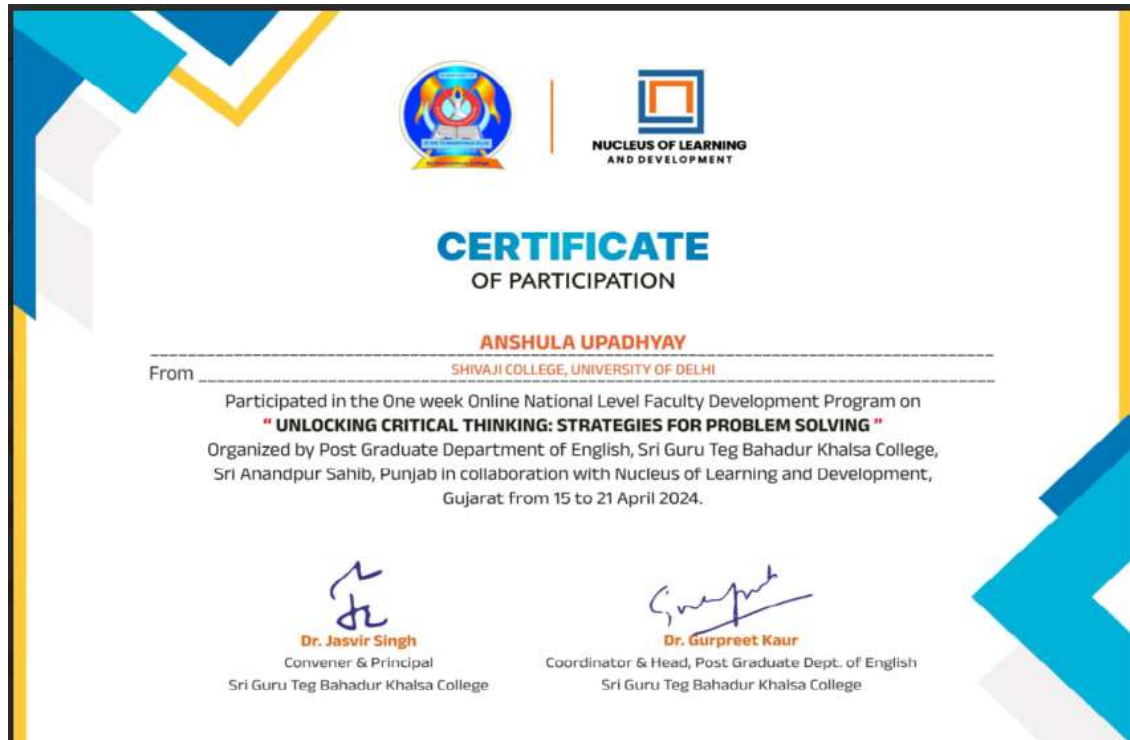 NUCLEUS OF LEARNING
AND DEVELOPMENT
CERTIFICATE
OF PARTICIPATION
ANSHULA UPADHYAY
From SHIVAJI COLLEGE, UNIVERSITY OF DELHI
Participated in the One week Online National Level Faculty Development Program on
" UNLOCKING CRITICAL THINKING: STRATEGIES FOR PROBLEM SOLVING "
Organized by Post Graduate Department of English, Sri Guru Teg Bahadur Khalsa College,
Sri Anandpur Sahib, Punjab in collaboration with Nucleus of Learning and Development,
Gujarat from 15 to 21 April 2024.
Dr. Jasvir Singh
Convener & Principal
Sri Guru Teg Bahadur Khalsa College
Dr. Gurpreet Kaur
Coordinator & Head, Post Graduate Dept. of English
Sri Guru Teg Bahadur Khalsa College